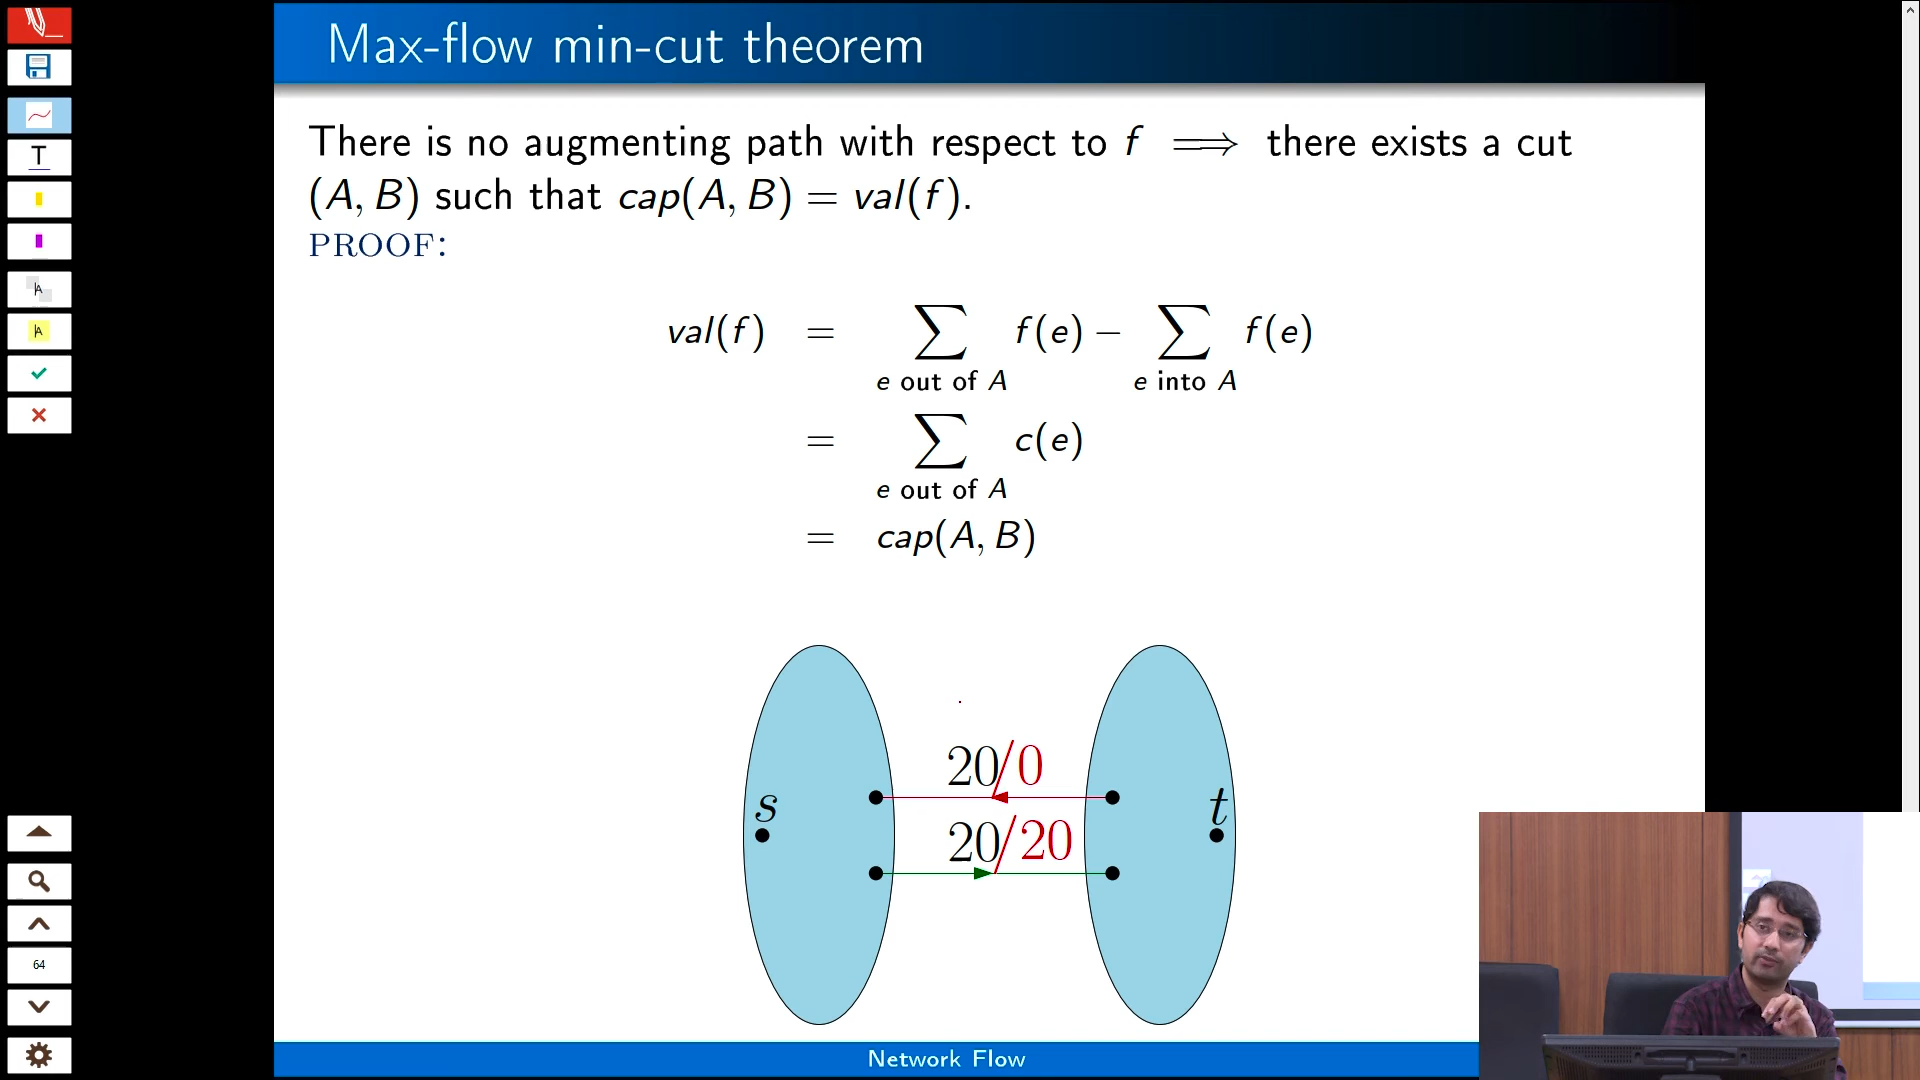 Max-flow min-cut theorem
There is no augmenting path with respect to f ⟹ there exists a cut
(A, B) such that cap(A, B) = val(f).
PROOF:
val(f) = ∑ f(e) − ∑ f(e)
e out of A e into A
= ∑ c(e)
e out of A
= cap(A, B)
20/0
s t
20/20
Network Flow
T
A
A
64